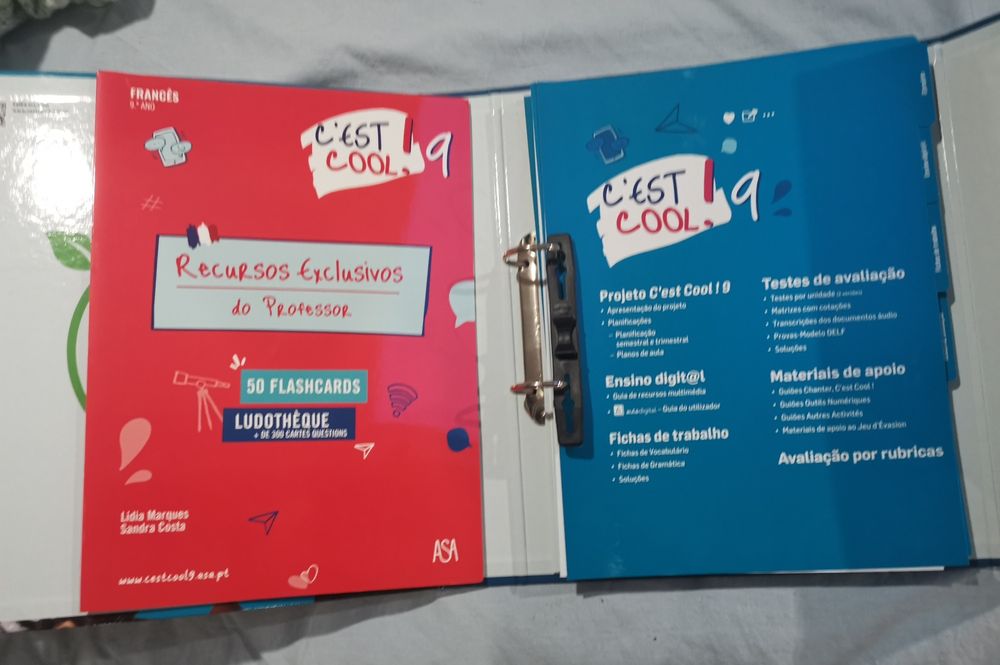 FRANCÊS
9.º ANO
C'EST
COOL! 9
Recursos Exclusivos
do Professor
50 FLASHCARDS
LUDOTHÈQUE
+ DE 300 CARTES QUESTIONS
Lídia Marques
Sandra Costa
www.cestcool9.asa.pt
ASA
C'EST
COOL! 9
Projeto C'est Cool ! 9
• Apresentação do projeto
• Planificações
– Planificação
semestral e trimestral
– Planos de aula
Ensino digit@l
• Guia de recursos multimédia
• auladigital – Guia do utilizador
Fichas de trabalho
• Fichas de Vocabulário
• Fichas de Gramática
• Soluções
Testes de avaliação
• Testes por unidade (2 versões)
• Matrizes com cotações
• Transcrições dos documentos áudio
• Provas-Modelo DELF
• Soluções
Materiais de apoio
• Guiões Chanter, C'est Cool !
• Guiões Outils Numériques
• Guiões Autres Activités
• Materiais de apoio ao Jeu d'Évasion
Avaliação por rubricas